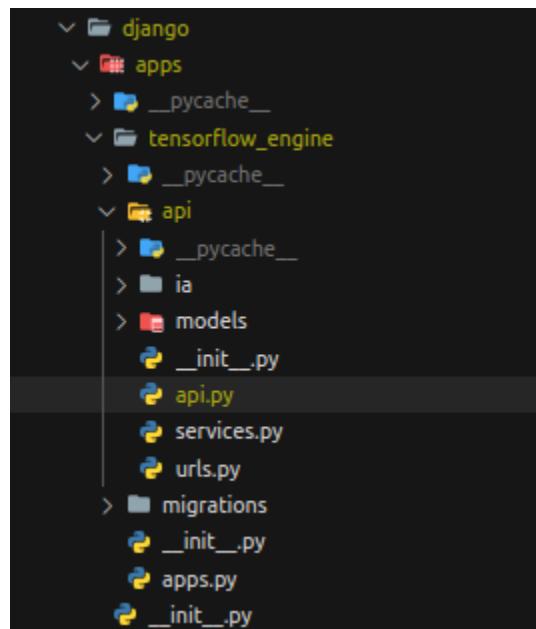 django
apps
__pycache__
tensorflow_engine
__pycache__
api
__pycache__
ia
models
__init__.py
api.py
services.py
urls.py
migrations
__init__.py
apps.py
__init__.py